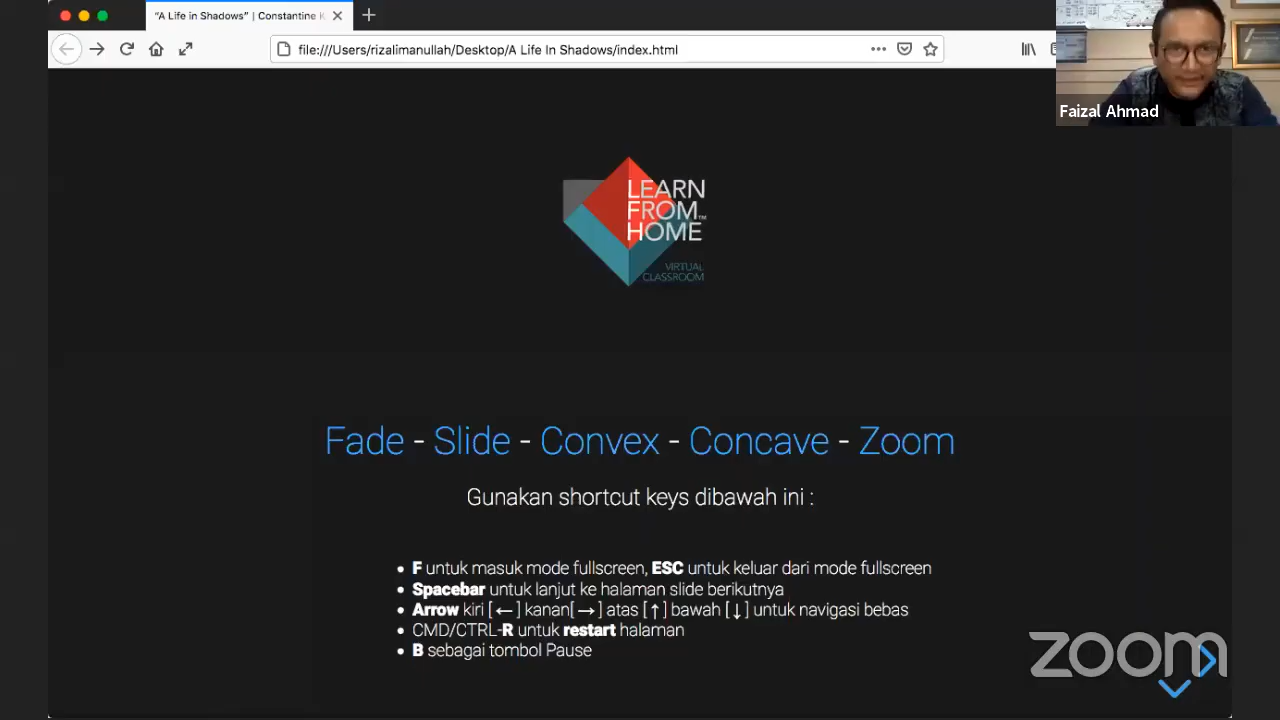 “A Life in Shadows” | Constantine K
file:///Users/rizalimanullah/Desktop/A Life In Shadows/index.html
Faizal Ahmad
LEARN
FROM
HOME™
VIRTUAL
CLASSROOM
Fade - Slide - Convex - Concave - Zoom
Gunakan shortcut keys dibawah ini :
• F untuk masuk mode fullscreen, ESC untuk keluar dari mode fullscreen
• Spacebar untuk lanjut ke halaman slide berikutnya
• Arrow kiri [←] kanan[→] atas [↑] bawah [↓] untuk navigasi bebas
• CMD/CTRL-R untuk restart halaman
• B sebagai tombol Pause
zoom